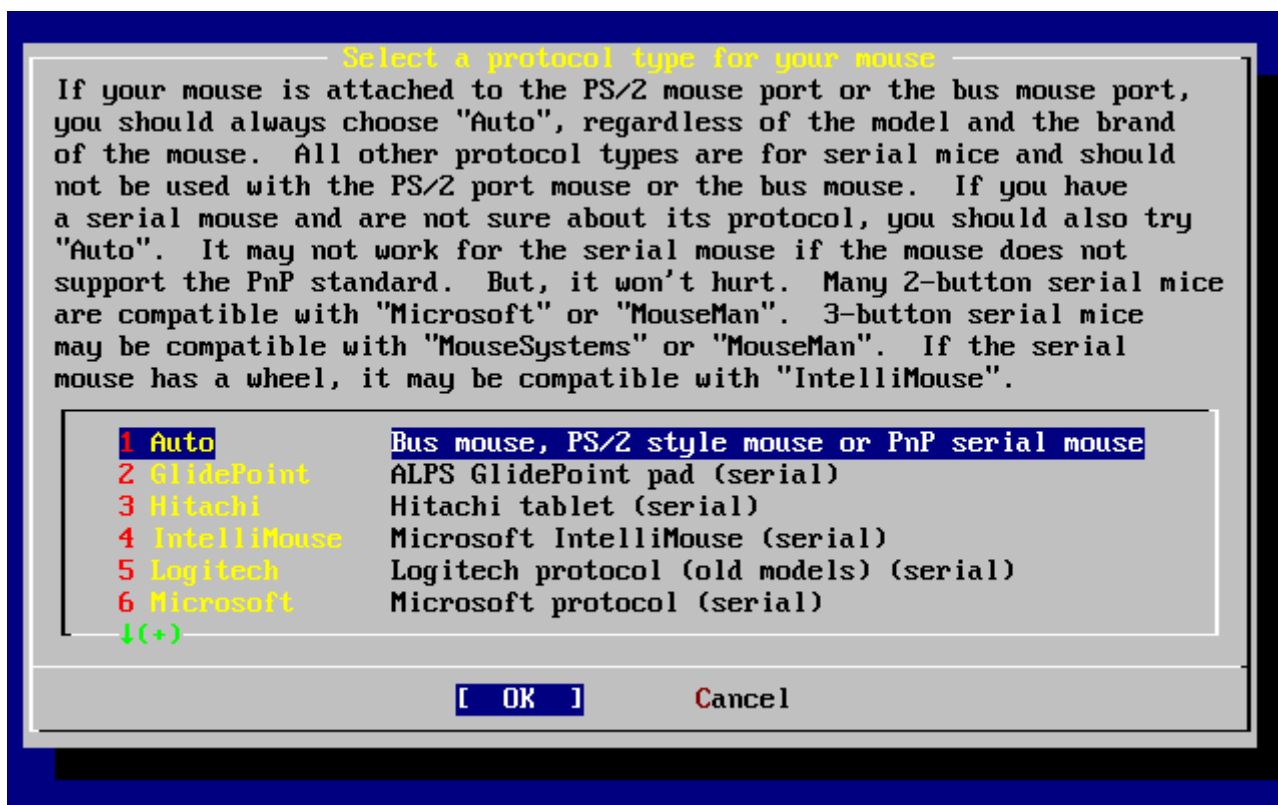 Select a protocol type for your mouse
If your mouse is attached to the PS/2 mouse port or the bus mouse port,
you should always choose "Auto", regardless of the model and the brand
of the mouse.  All other protocol types are for serial mice and should
not be used with the PS/2 port mouse or the bus mouse.  If you have
a serial mouse and are not sure about its protocol, you should also try
"Auto".  It may not work for the serial mouse if the mouse does not
support the PnP standard.  But, it won't hurt.  Many 2-button serial mice
are compatible with "Microsoft" or "MouseMan".  3-button serial mice
may be compatible with "MouseSystems" or "MouseMan".  If the serial
mouse has a wheel, it may be compatible with "IntelliMouse".
1 Auto Bus mouse, PS/2 style mouse or PnP serial mouse
2 GlidePoint ALPS GlidePoint pad (serial)
3 Hitachi Hitachi tablet (serial)
4 IntelliMouse Microsoft IntelliMouse (serial)
5 Logitech Logitech protocol (old models) (serial)
6 Microsoft Microsoft protocol (serial)
↓(+)
[ OK ] Cancel